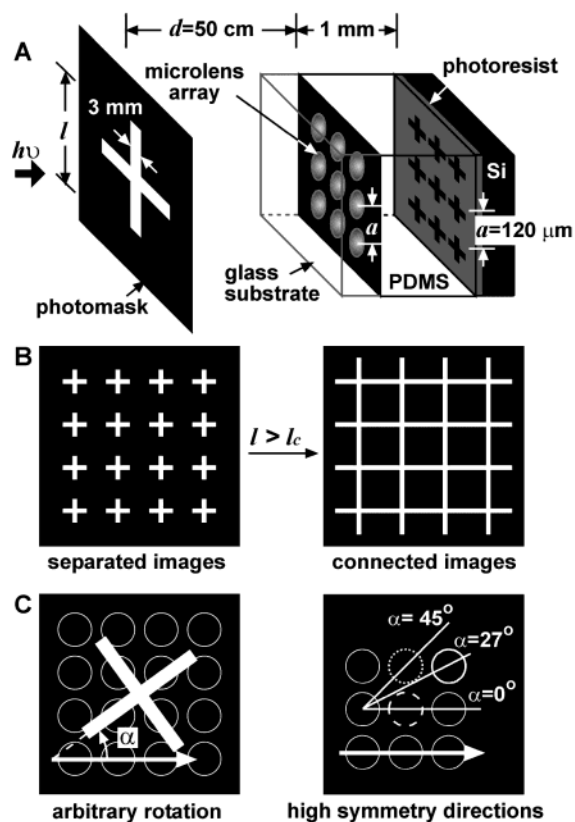 A
d=50 cm
1 mm
microlens array
photoresist
3 mm
l
hυ
Si
a
a=120 μm
glass substrate
PDMS
photomask
B
l > lc
separated images
connected images
C
α
α= 45°
α=27°
α=0°
arbitrary rotation
high symmetry directions